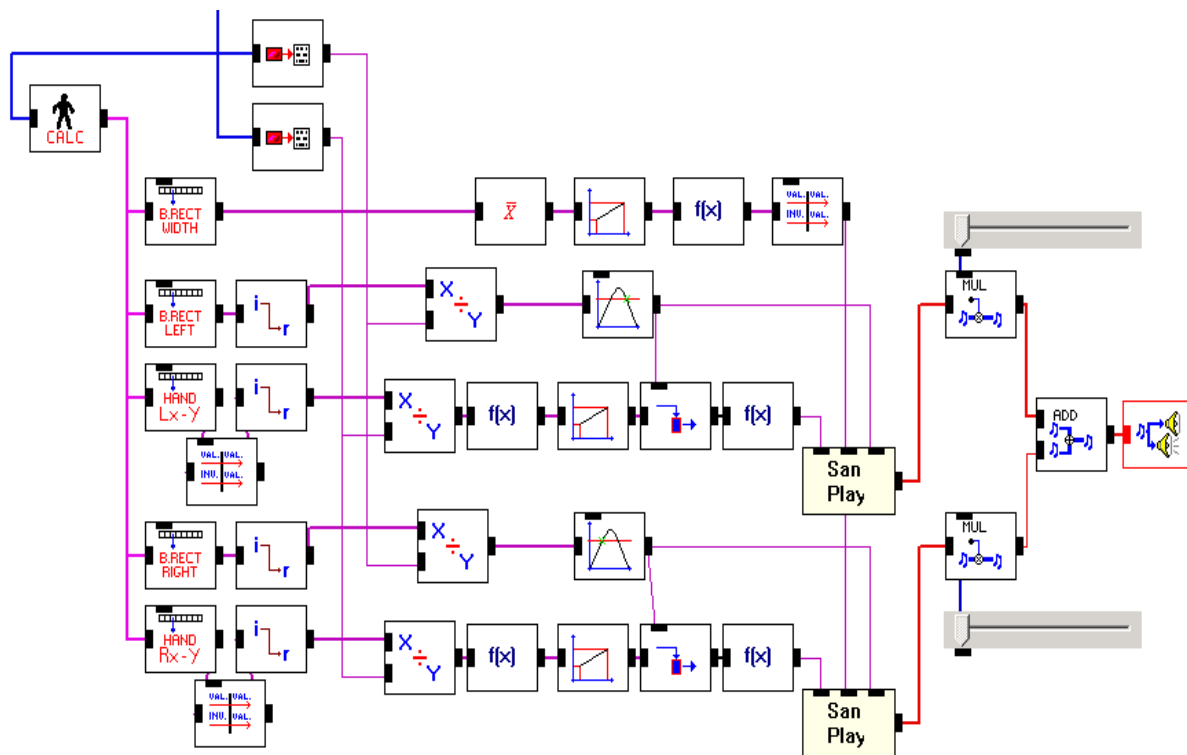 CALC
B.RECT
WIDTH
X̄
f(x)
VAL. VAL.
INV. VAL.
B.RECT
LEFT
i
r
X
÷
Y
MUL
HAND
Lx-Y
i
r
X
÷
Y
f(x)
f(x)
ADD
VAL. VAL.
INV. VAL.
San
Play
B.RECT
RIGHT
i
r
X
÷
Y
MUL
HAND
Rx-Y
i
r
X
÷
Y
f(x)
f(x)
VAL. VAL.
INV. VAL.
San
Play